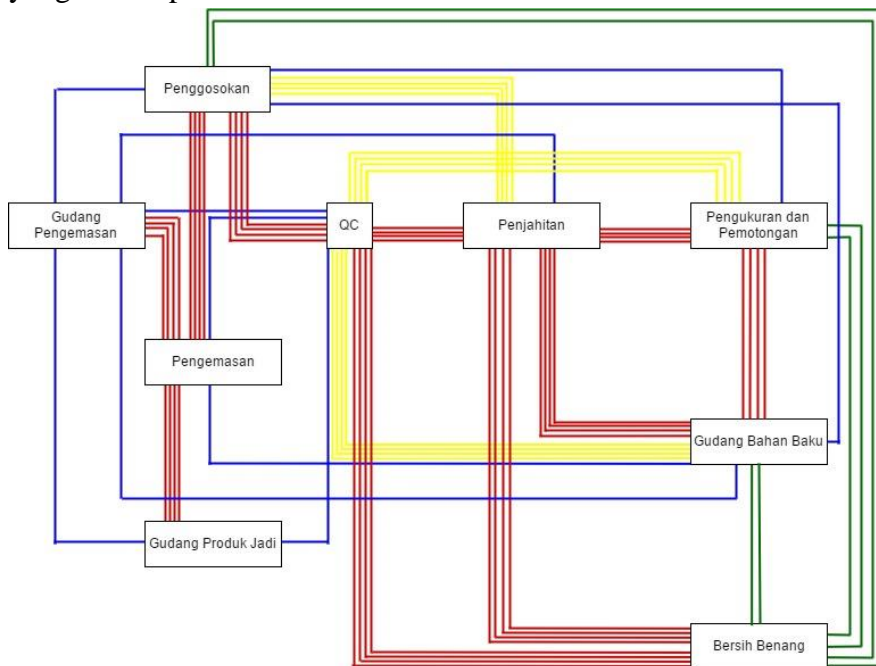 Penggosokan
Gudang
Pengemasan
QC
Penjahitan
Pengukuran dan
Pemotongan
Pengemasan
Gudang Bahan Baku
Gudang Produk Jadi
Bersih Benang